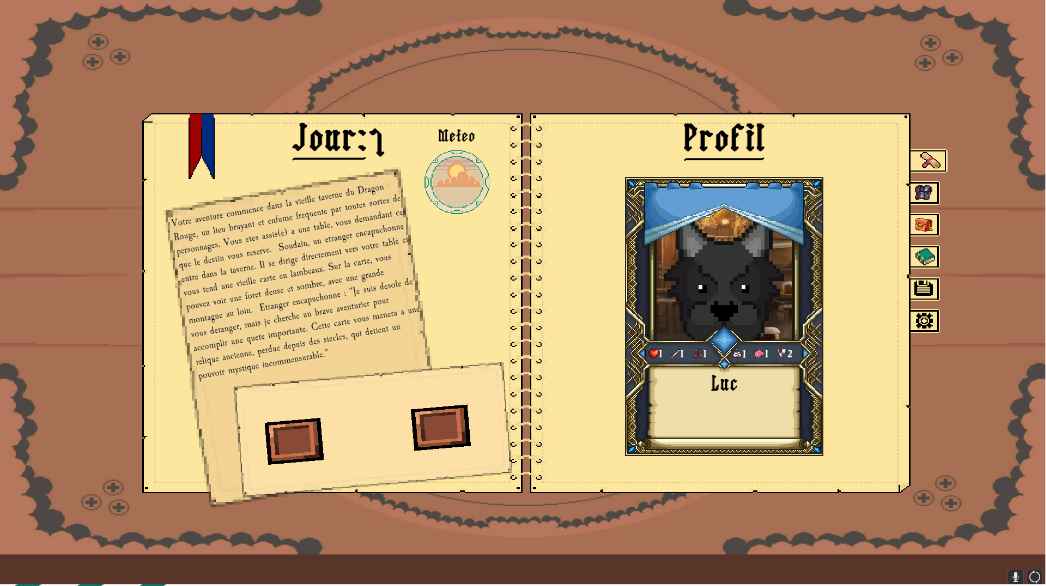 Jour:1
Meteo
Votre aventure commence dans la vieille taverne du Dragon
Rouge, un lieu bruyant et enfume frequente par toutes sortes de
personnages. Vous etes assis(e) a une table, vous demandant ce
que le destin vous reserve. Soudain, un etranger encapuchonne
entre dans la taverne. Il se dirige directement vers votre table et
vous tend une vieille carte en lambeaux. Sur la carte, vous
pouvez voir une foret dense et sombre, avec une grande
montagne au loin. Etranger encapuchonne : "Je suis desole de
vous deranger, mais je cherche un brave aventurier pour
accomplir une quete importante. Cette carte vous menera a une
relique ancienne, perdue depuis des siecles, qui detient un
pouvoir mystique incommensurable."
Profil
1 1 1 1 1 2
Luc